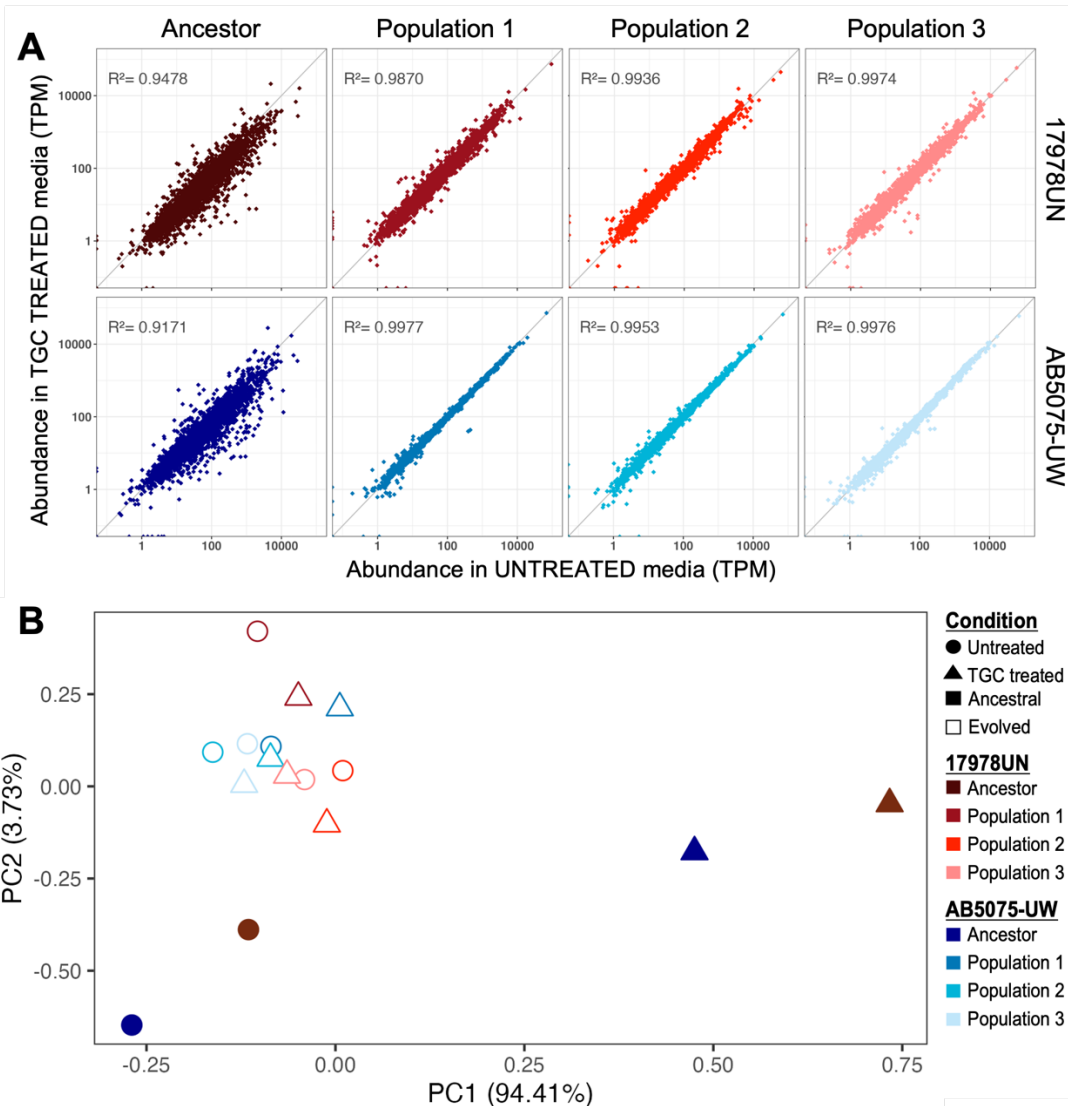 A
Ancestor
Population 1
Population 2
Population 3
R²= 0.9478
R²= 0.9870
R²= 0.9936
R²= 0.9974
10000
100
1
17978UN
R²= 0.9171
R²= 0.9977
R²= 0.9953
R²= 0.9976
10000
100
1
AB5075-UW
1 100 10000 1 100 10000 1 100 10000 1 100 10000
Abundance in TGC TREATED media (TPM)
Abundance in UNTREATED media (TPM)
B
0.25
0.00
-0.25
-0.50
PC2 (3.73%)
-0.25 0.00 0.25 0.50 0.75
PC1 (94.41%)
Condition
Untreated
TGC treated
Ancestral
Evolved
17978UN
Ancestor
Population 1
Population 2
Population 3
AB5075-UW
Ancestor
Population 1
Population 2
Population 3